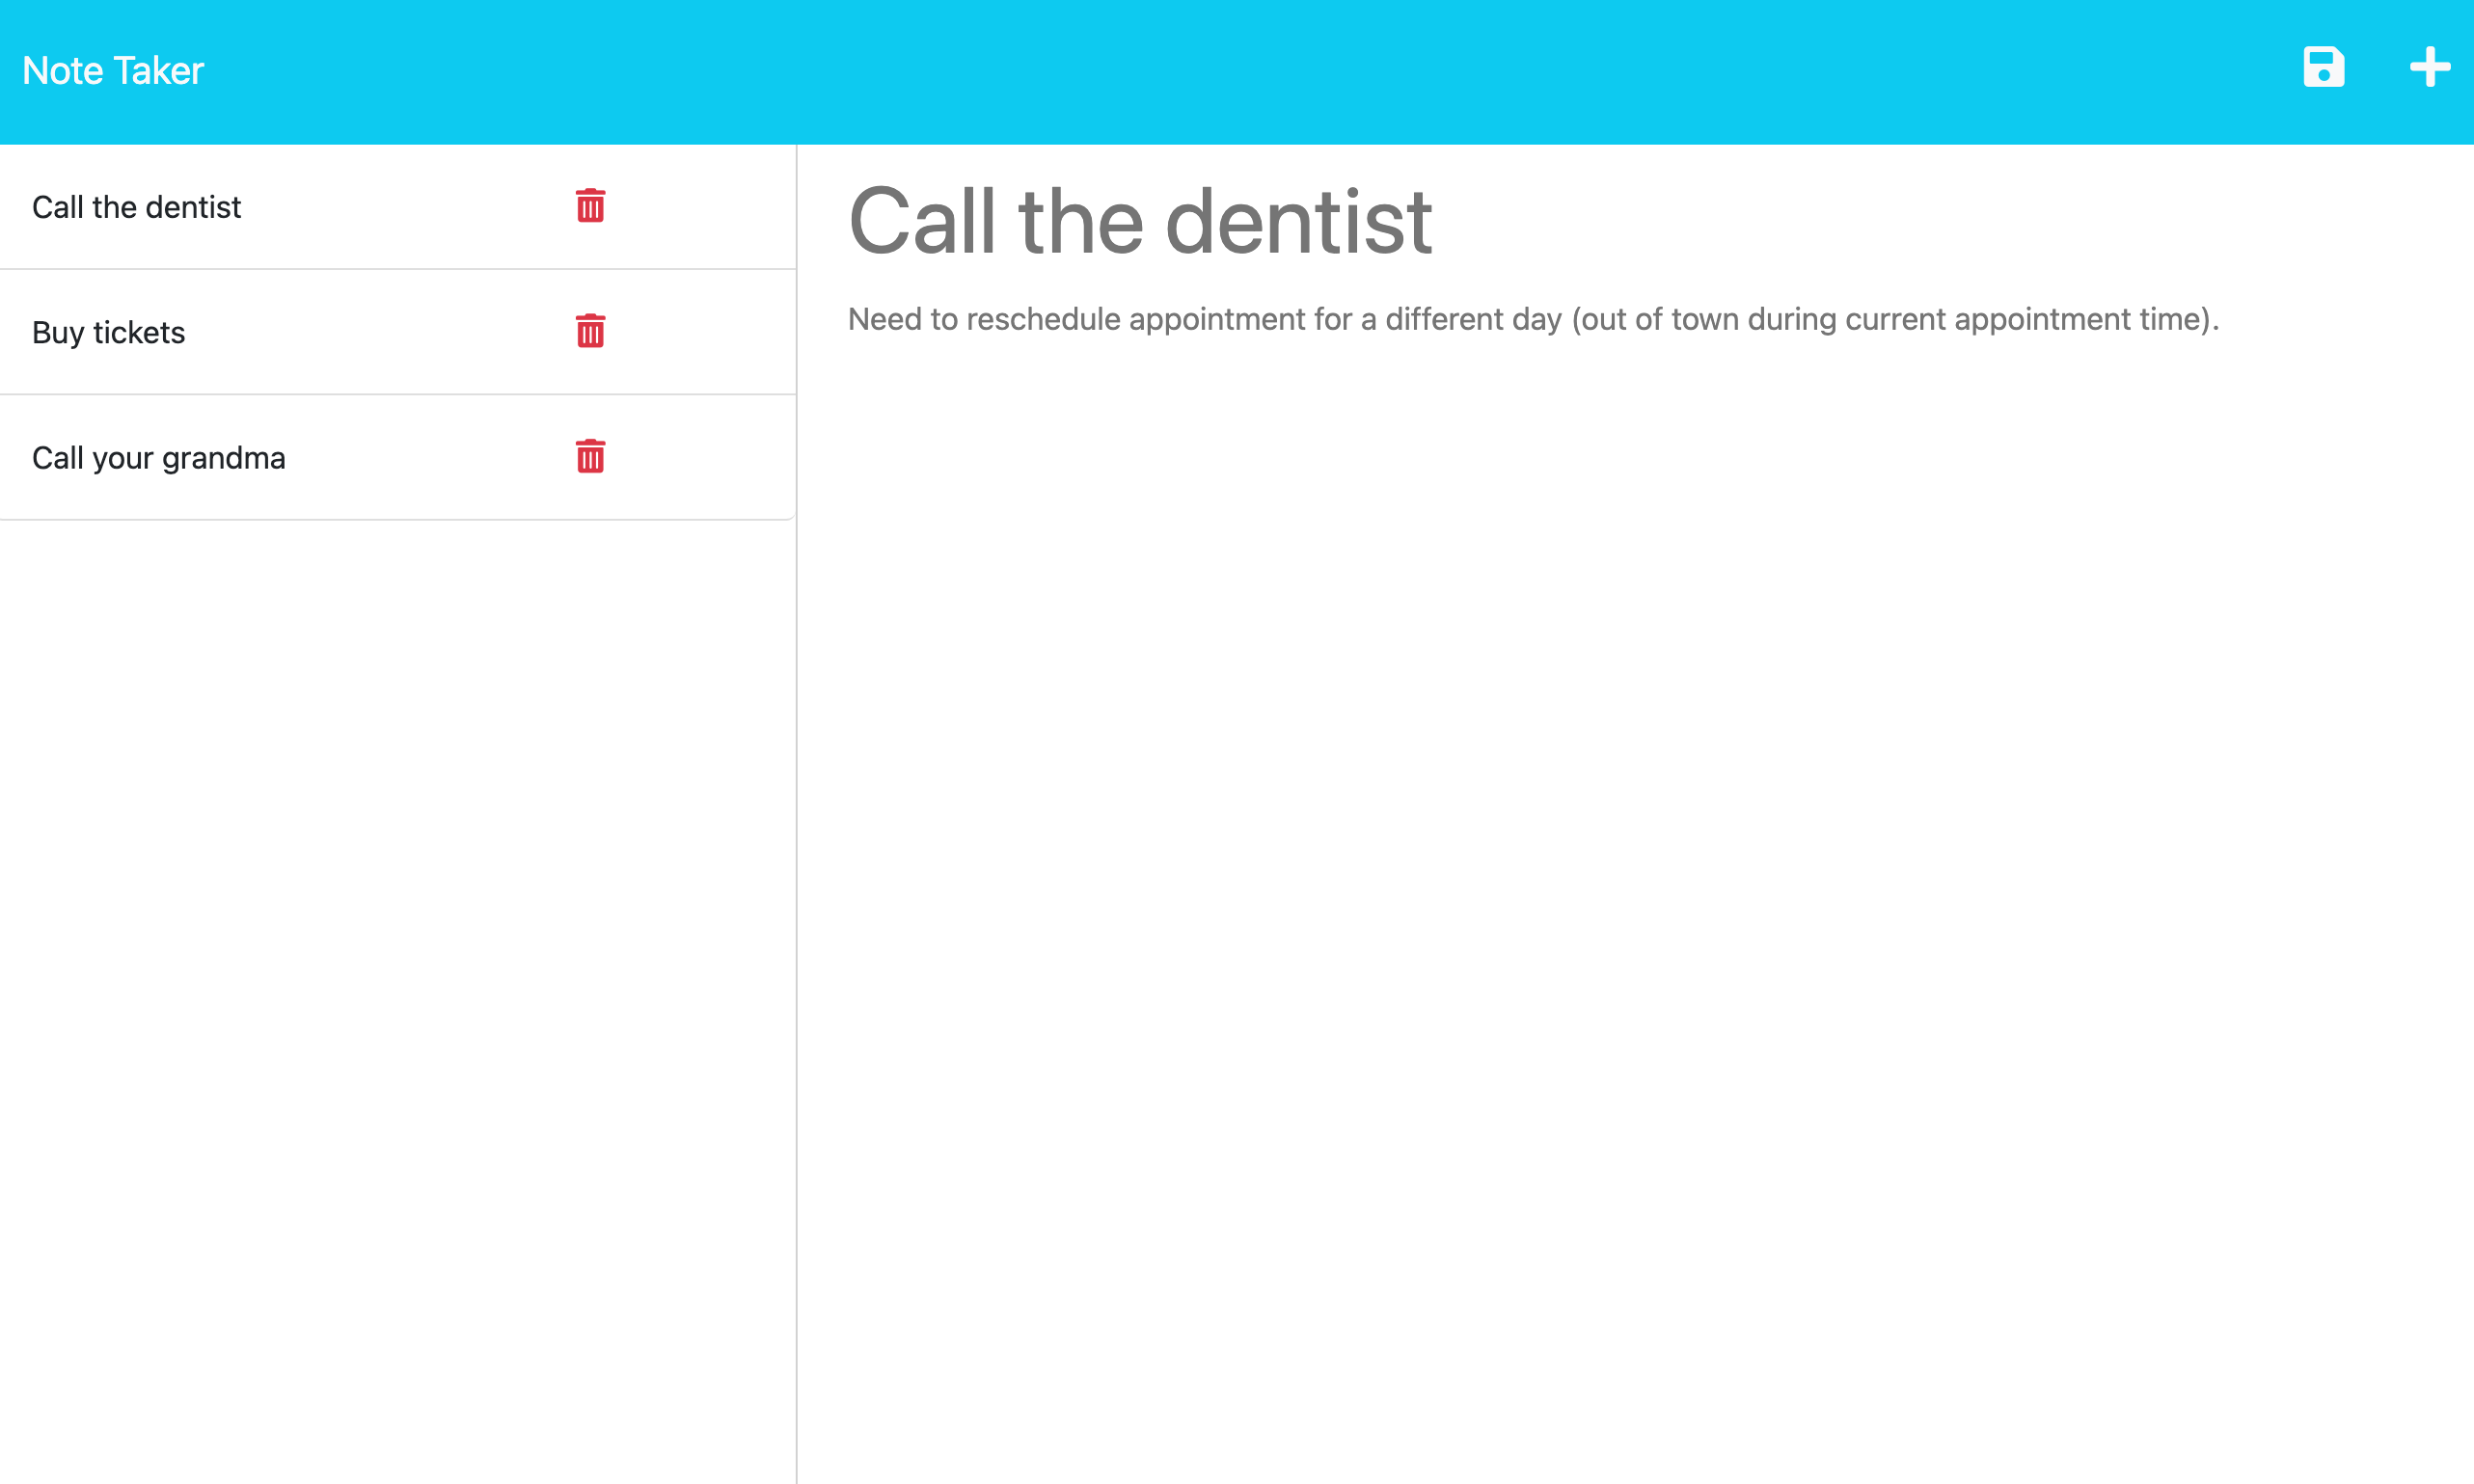 Note Taker
Call the dentist
Buy tickets
Call your grandma
Call the dentist
Need to reschedule appointment for a different day (out of town during current appointment time).